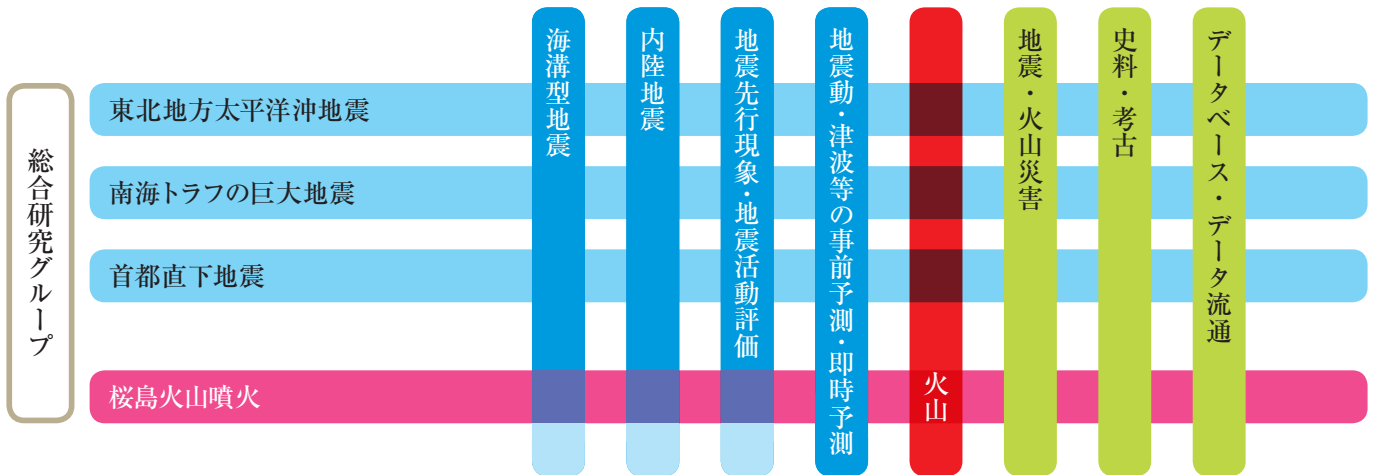 総合研究グループ
東北地方太平洋沖地震
南海トラフの巨大地震
首都直下地震
桜島火山噴火
海溝型地震
内陸地震
地震先行現象・地震活動評価
地震動・津波等の事前予測・即時予測
火山
地震・火山災害
史料・考古
データベース・データ流通